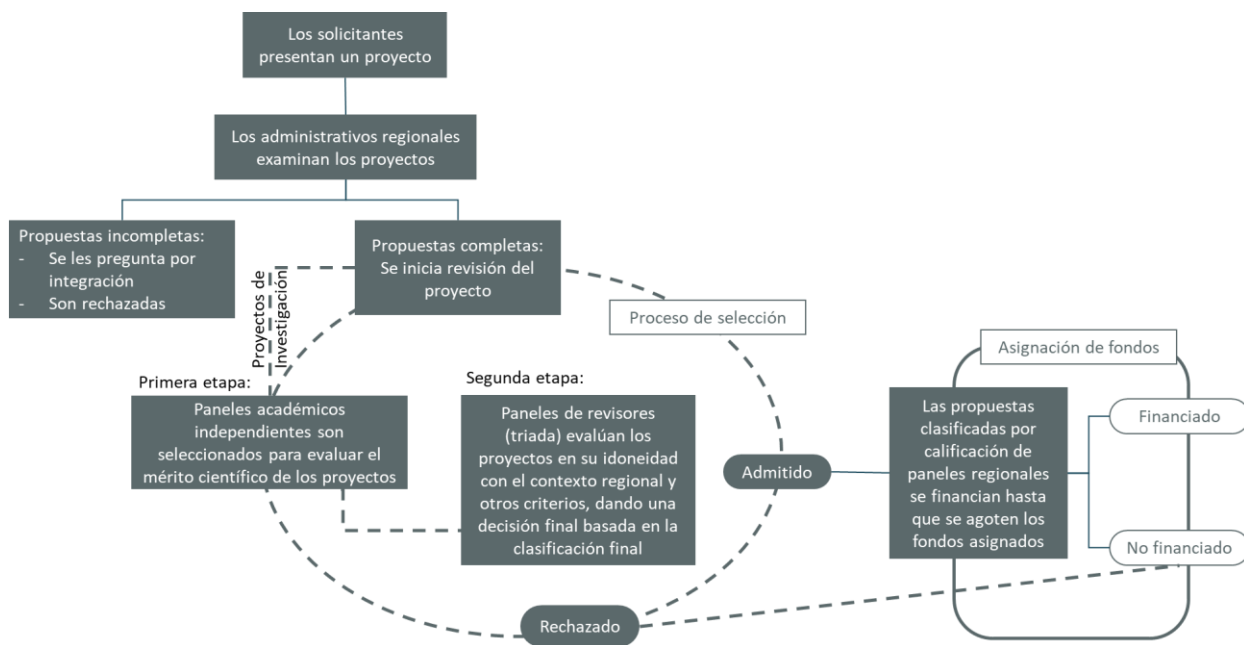 Los solicitantes
presentan un proyecto
Los administrativos regionales
examinan los proyectos
Propuestas incompletas:
- Se les pregunta por
integración
- Son rechazadas
Propuestas completas:
Se inicia revisión del
proyecto
Proyectos de
Investigación
Proceso de selección
Primera etapa:
Paneles académicos
independientes son
seleccionados para evaluar el
mérito científico de los proyectos
Segunda etapa:
Paneles de revisores
(triada) evalúan los
proyectos en su idoneidad
con el contexto regional y
otros criterios, dando una
decisión final basada en la
clasificación final
Admitido
Rechazado
Asignación de fondos
Las propuestas
clasificadas por
calificación de
paneles regionales
se financian hasta
que se agoten los
fondos asignados
Financiado
No financiado